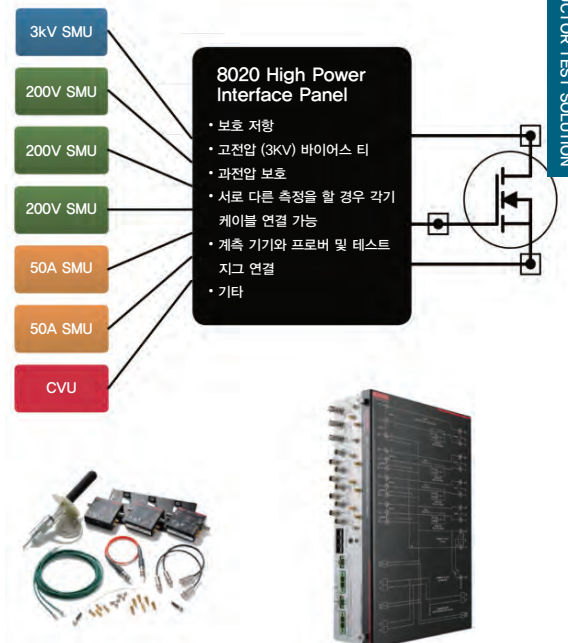 3kV SMU
200V SMU
200V SMU
200V SMU
50A SMU
50A SMU
CVU
8020 High Power
Interface Panel
• 보호 저항
• 고전압 (3KV) 바이어스 티
• 과전압 보호
• 서로 다른 측정을 할 경우 각기
케이블 연결 가능
• 계측 기기와 프로버 및 테스트
지그 연결
• 기타
CTOR TEST SOLUTION